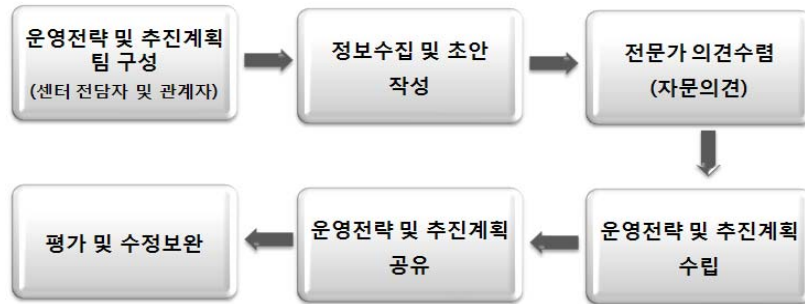 운영전략 및 추진계획
팀 구성
(센터 전담자 및 관계자)
정보수집 및 초안
작성
전문가 의견수렴
(자문의견)
운영전략 및 추진계획
수립
운영전략 및 추진계획
공유
평가 및 수정보완